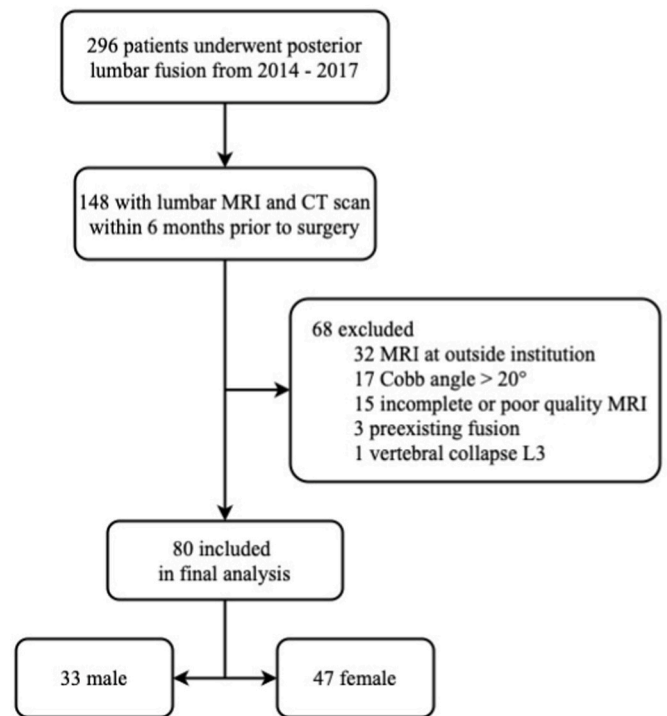 296 patients underwent posterior
lumbar fusion from 2014 - 2017
148 with lumbar MRI and CT scan
within 6 months prior to surgery
68 excluded
32 MRI at outside institution
17 Cobb angle > 20°
15 incomplete or poor quality MRI
3 preexisting fusion
1 vertebral collapse L3
80 included
in final analysis
33 male
47 female